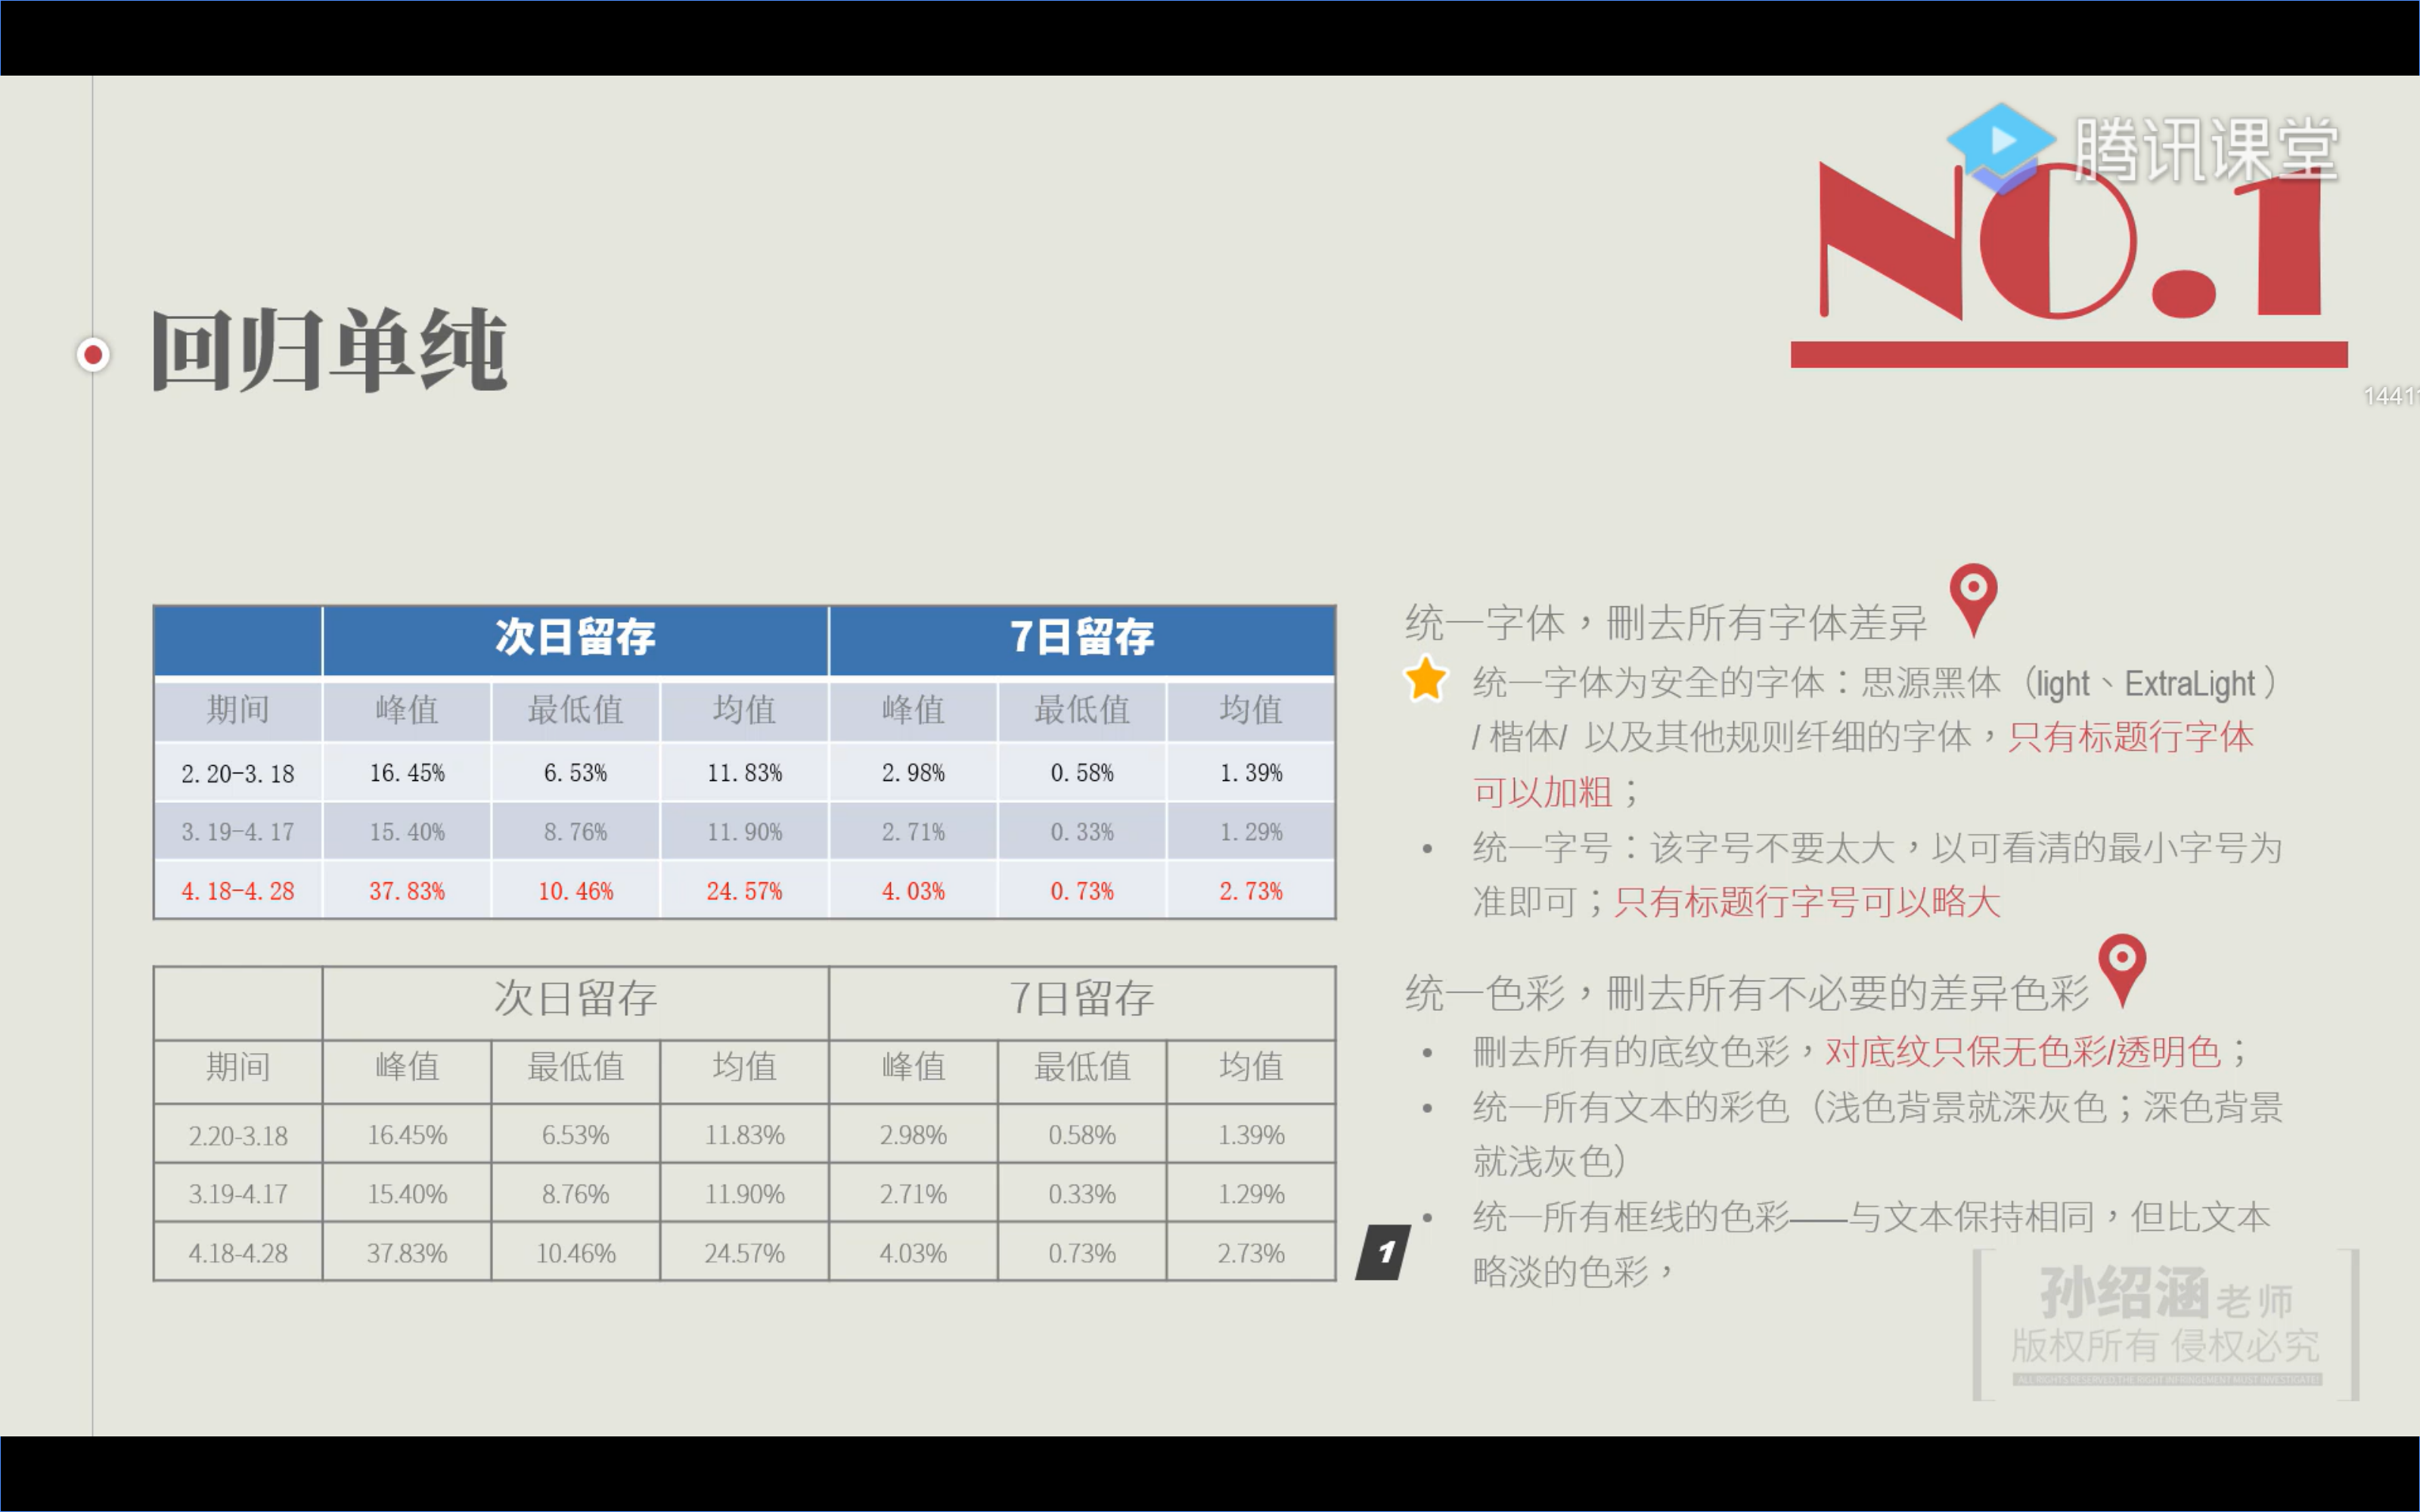 腾讯课堂
NO.1
14411
回归单纯
次日留存 7日留存
期间 峰值 最低值 均值 峰值 最低值 均值
2.20-3.18 16.45% 6.53% 11.83% 2.98% 0.58% 1.39%
3.19-4.17 15.40% 8.76% 11.90% 2.71% 0.33% 1.29%
4.18-4.28 37.83% 10.46% 24.57% 4.03% 0.73% 2.73%
次日留存 7日留存
期间 峰值 最低值 均值 峰值 最低值 均值
2.20-3.18 16.45% 6.53% 11.83% 2.98% 0.58% 1.39%
3.19-4.17 15.40% 8.76% 11.90% 2.71% 0.33% 1.29%
4.18-4.28 37.83% 10.46% 24.57% 4.03% 0.73% 2.73%
1
统一字体，删去所有字体差异
统一字体为安全的字体：思源黑体（light、ExtraLight）
/ 楷体/ 以及其他规则纤细的字体，只有标题行字体
可以加粗；
• 统一字号：该字号不要太大，以可看清的最小字号为
准即可；只有标题行字号可以略大
统一色彩，删去所有不必要的差异色彩
• 删去所有的底纹色彩，对底纹只保无色彩/透明色；
• 统一所有文本的彩色（浅色背景就深灰色；深色背景
就浅灰色）
• 统一所有框线的色彩——与文本保持相同，但比文本
略淡的色彩，
孙绍涵老师
版权所有 侵权必究
ALL RIGHTS RESERVED,THE RIGHT INFRINGEMENT MUST INVESTIGATE